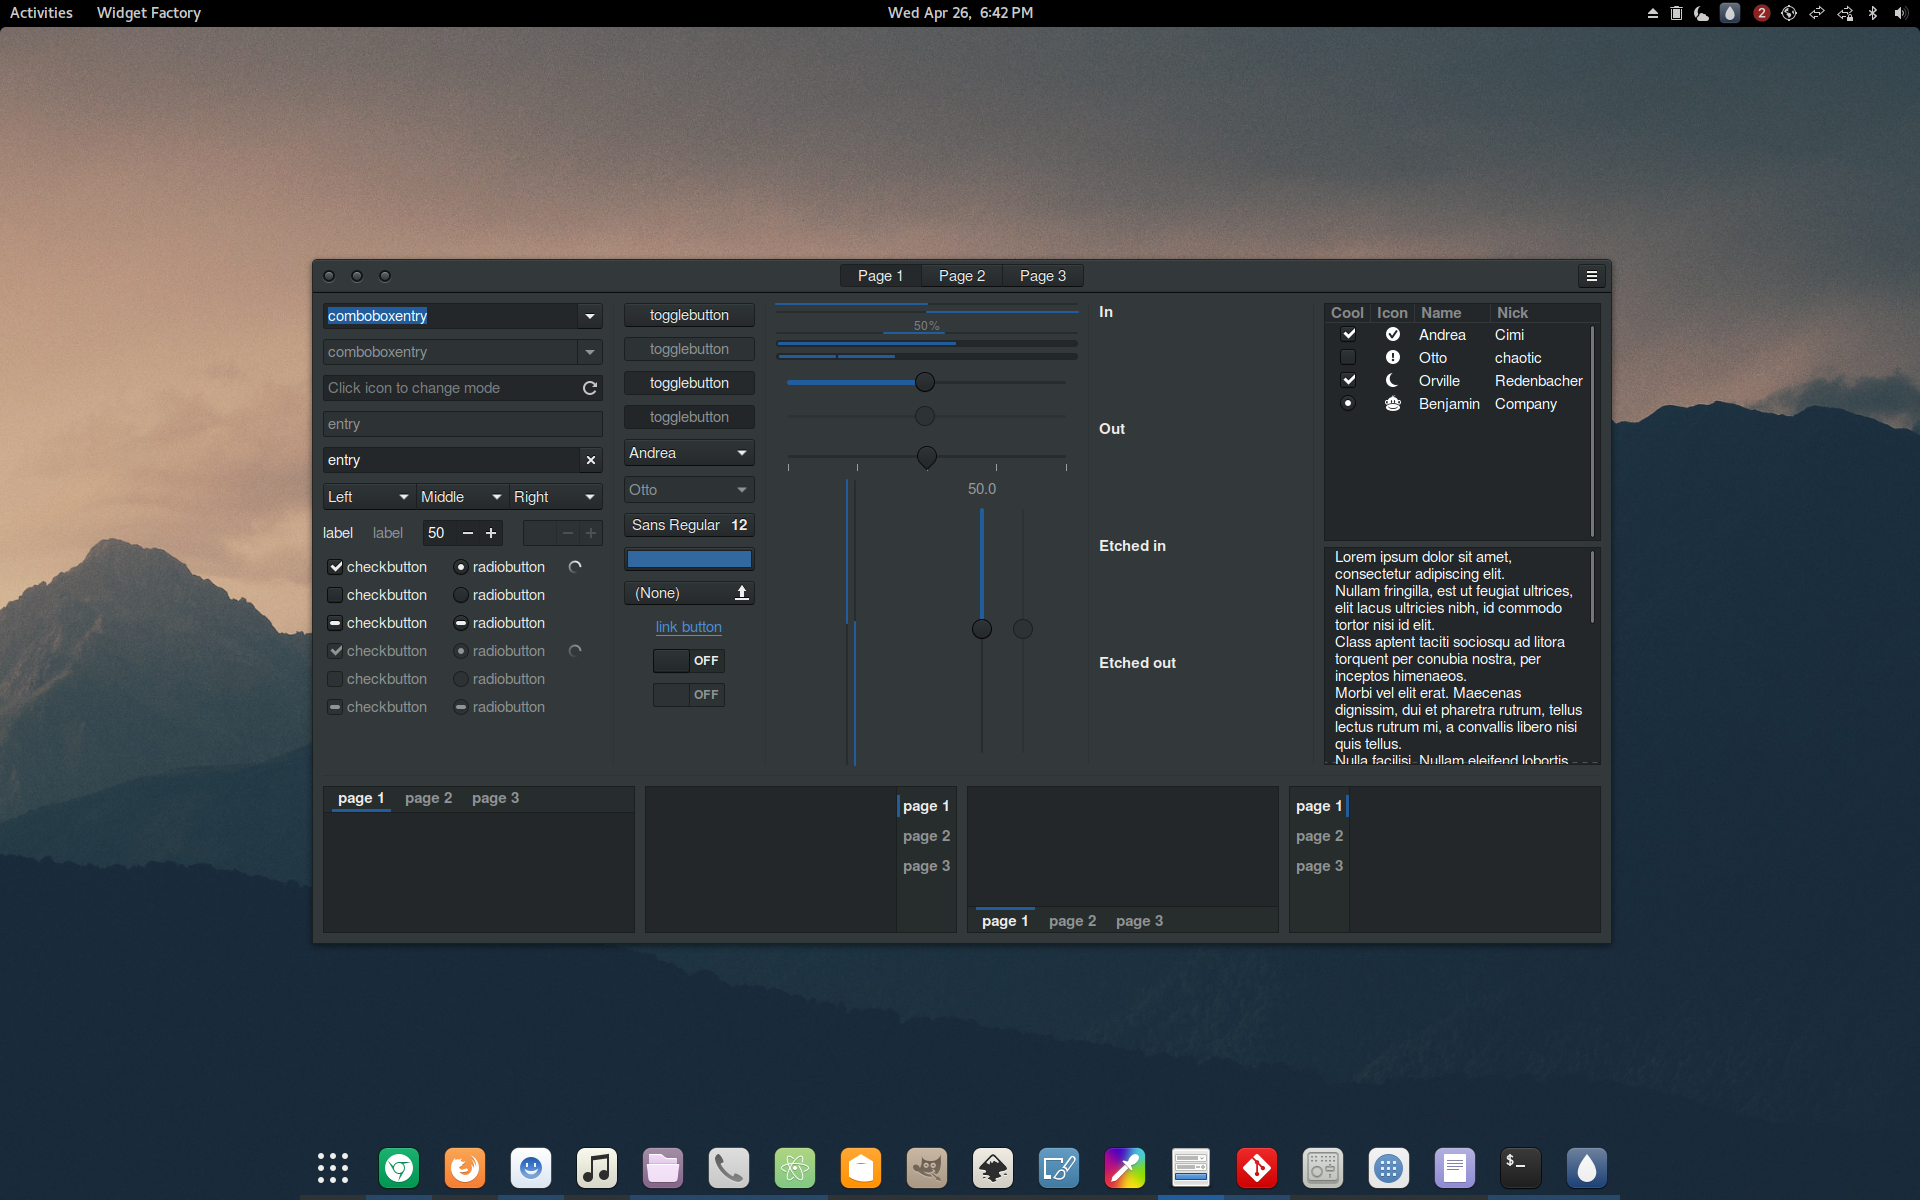 Activities Widget Factory Wed Apr 26, 6:42 PM 2
Page 1 Page 2 Page 3
comboboxentry
comboboxentry
Click icon to change mode
entry
entry
Left Middle Right
label label 50
checkbutton radiobutton
checkbutton radiobutton
checkbutton radiobutton
checkbutton radiobutton
checkbutton radiobutton
checkbutton radiobutton
togglebutton
togglebutton
togglebutton
togglebutton
Andrea
Otto
Sans Regular 12
(None)
link button
OFF
OFF
50%
50.0
In
Out
Etched in
Etched out
Cool Icon Name Nick
Andrea Cimi
Otto chaotic
Orville Redenbacher
Benjamin Company
Lorem ipsum dolor sit amet,
consectetur adipiscing elit.
Nullam fringilla, est ut feugiat ultrices,
elit lacus ultricies nibh, id commodo
tortor nisi id elit.
Class aptent taciti sociosqu ad litora
torquent per conubia nostra, per
inceptos himenaeos.
Morbi vel elit erat. Maecenas
dignissim, dui et pharetra rutrum, tellus
lectus rutrum mi, a convallis libero nisi
quis tellus.
Nulla facilisi. Nullam eleifend lobortis
page 1 page 2 page 3
page 1
page 2
page 3
page 1 page 2 page 3
page 1
page 2
page 3
$_